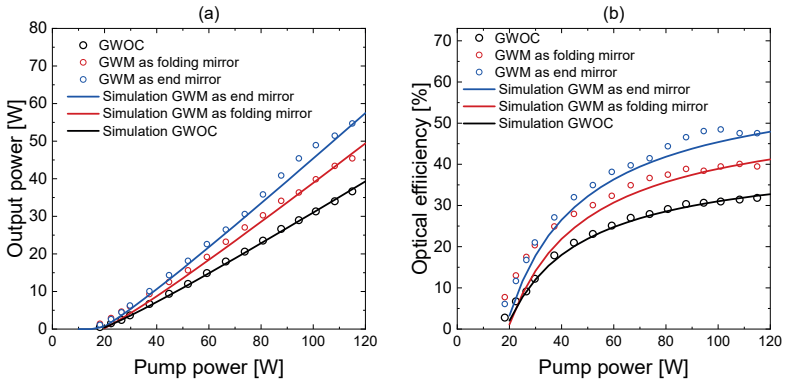 (a)
80
70
60
50
40
30
20
10
0
Output power [W]
GWOC
GWM as folding mirror
GWM as end mirror
Simulation GWM as end mirror
Simulation GWM as folding mirror
Simulation GWOC
0 20 40 60 80 100 120
Pump power [W]
(b)
70
60
50
40
30
20
10
0
Optical effiiciency [%]
GWOC
GWM as folding mirror
GWM as end mirror
Simulation GWM as end mirror
Simulation GWM as folding mirror
Simulation GWOC
0 20 40 60 80 100 120
Pump power [W]